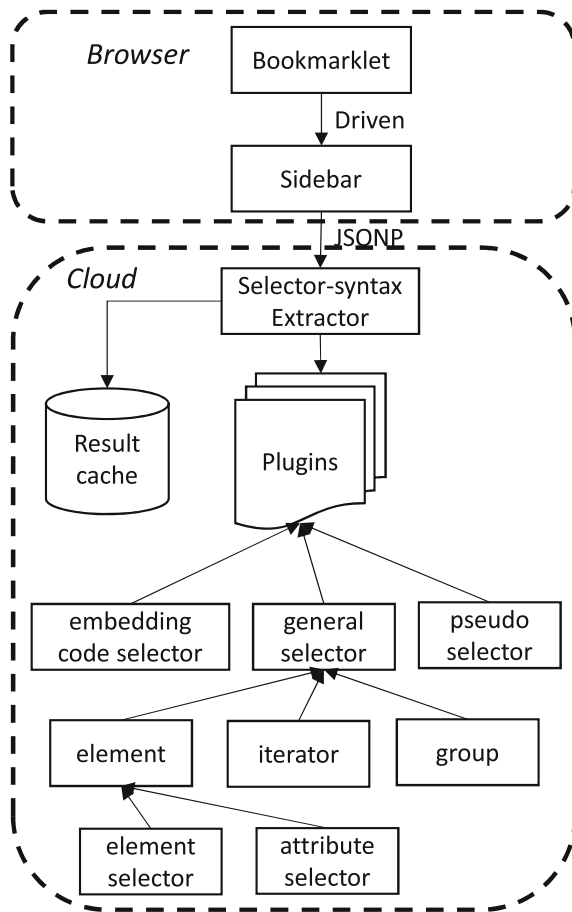 Browser
Bookmarklet
Driven
Sidebar
JSONP
Cloud
Selector-syntax
Extractor
Result
cache
Plugins
embedding
code selector
general
selector
pseudo
selector
element
iterator
group
element
selector
attribute
selector